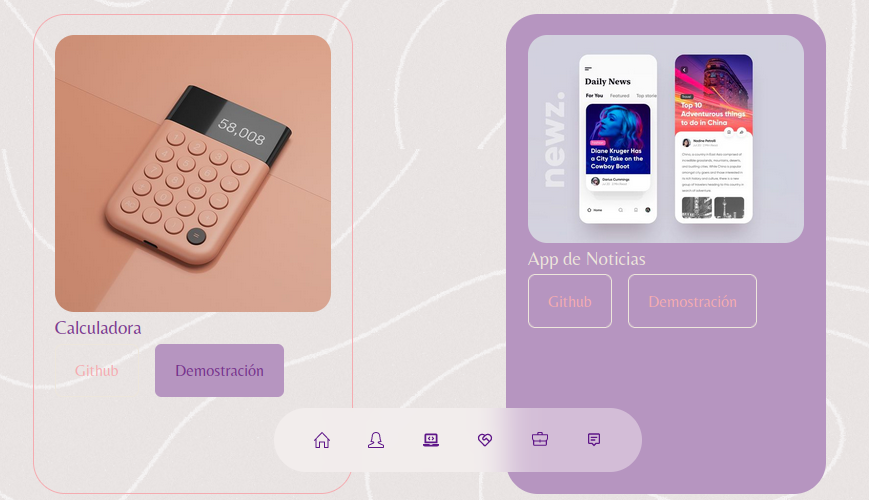 58,008
Calculadora
Github
Demostración
newz.
Daily News
For You Featured Top stories
Diane Kruger Has
a City Take on the
Cowboy Boot
Home
Top 10
Adventurous things
to do in China
App de Noticias
Github
Demostración